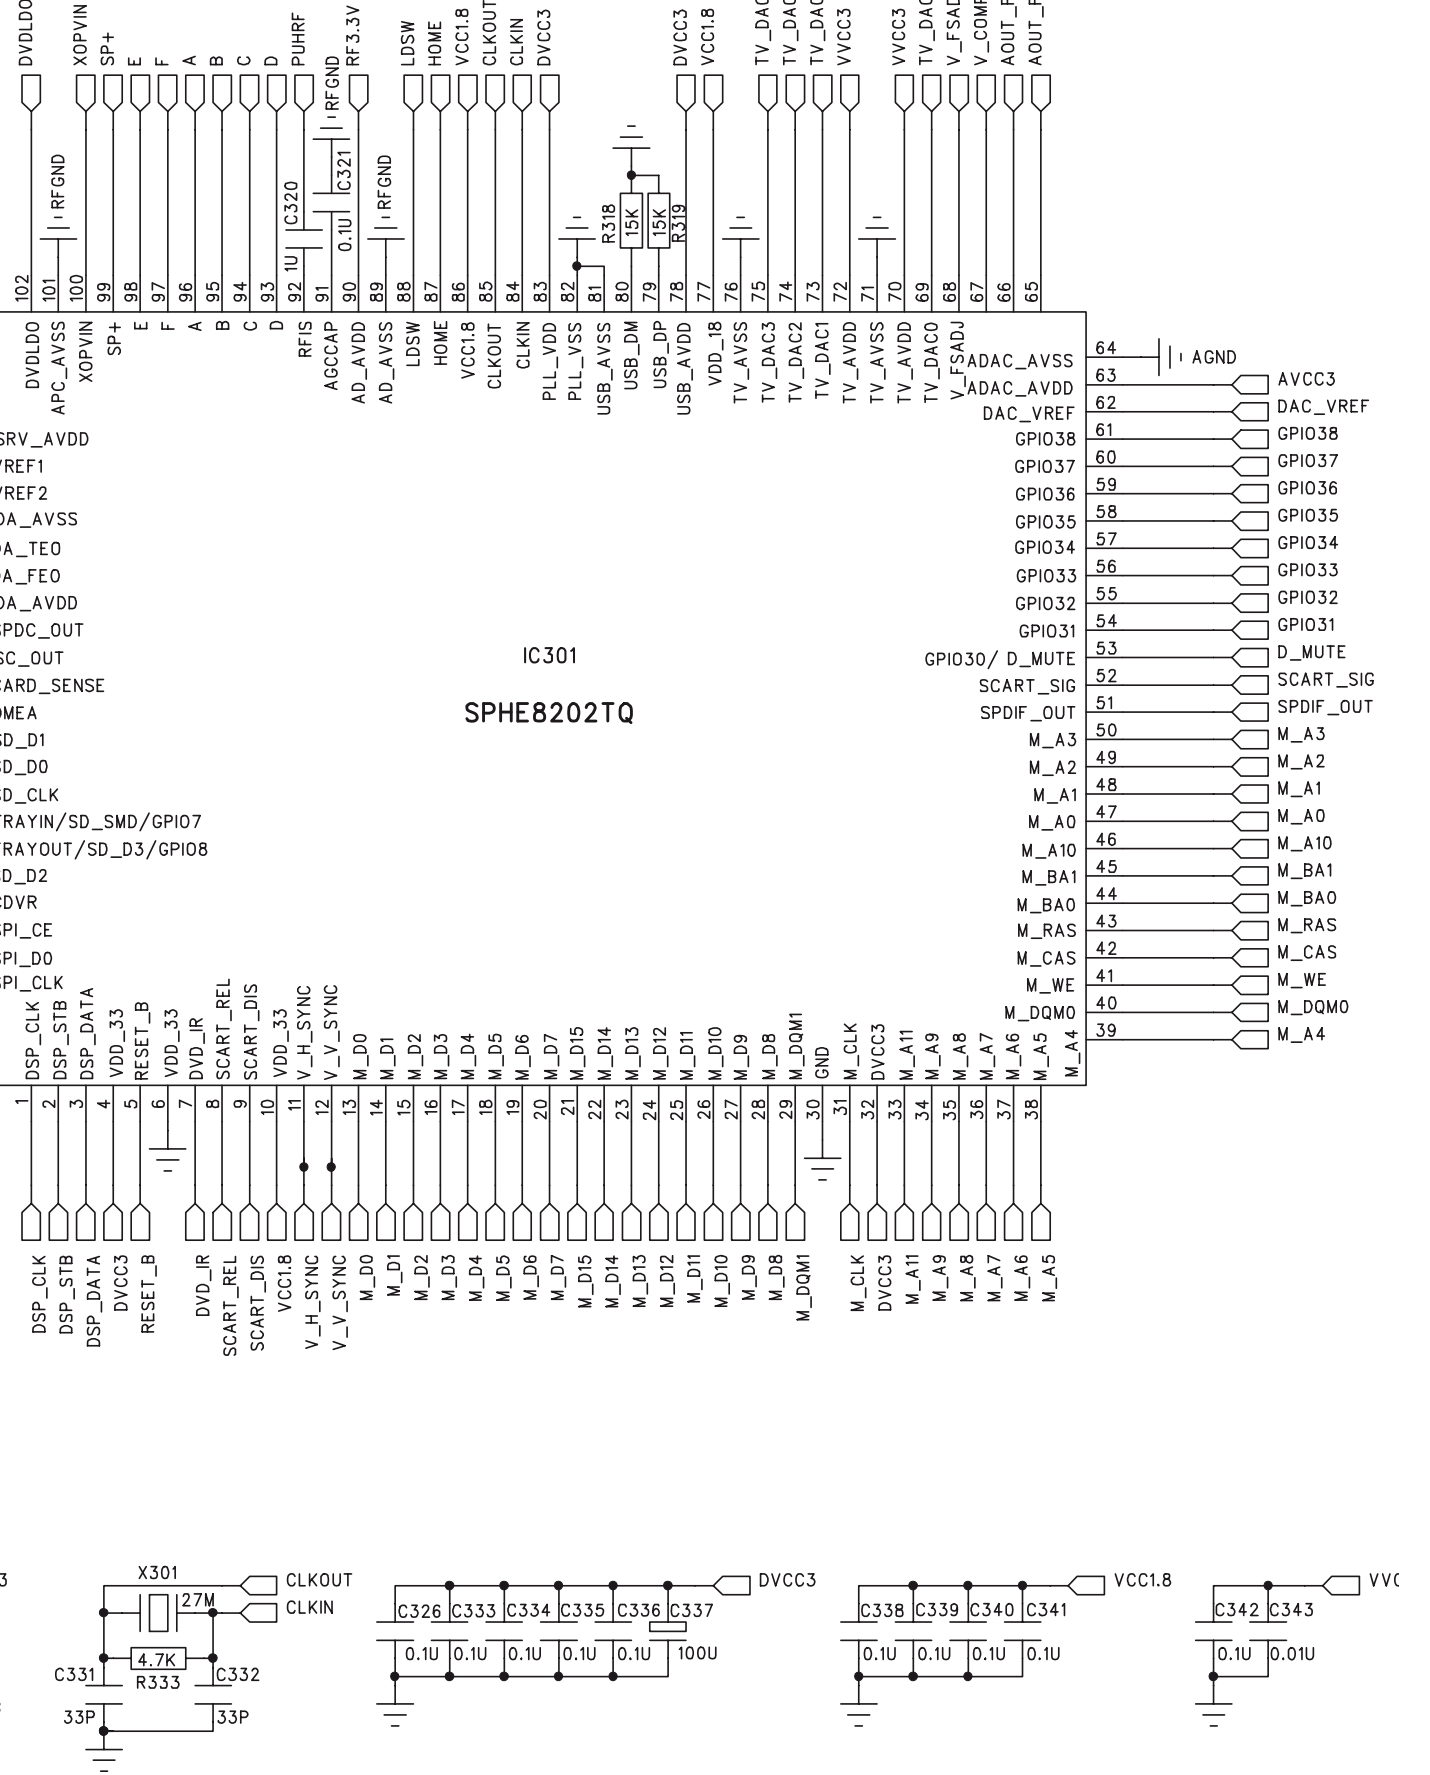 DVDLDO
XOPVIN
SP+
E
F
A
B
C
D
PUHRF
RFGND
RF3.3V
LDSW
HOME
VCC1.8
CLKOUT
CLKIN
DVCC3
DVCC3
VCC1.8
VVCC3
VVCC3
RFGND
1U
C320
0.1U
C321
RFGND
R318
15K
15K
R319
102
101
100
99
98
97
96
95
94
93
92
91
90
89
88
87
86
85
84
83
82
81
80
79
78
77
76
75
74
73
72
71
70
69
68
67
66
65
DVDLDO
APC_AVSS
XOPVIN
SP+
E
F
A
B
C
D
RFIS
AGCCAP
AD_AVDD
AD_AVSS
LDSW
HOME
VCC1.8
CLKOUT
CLKIN
PLL_VDD
PLL_VSS
USB_AVSS
USB_DM
USB_DP
USB_AVDD
VDD_18
TV_AVSS
TV_DAC3
TV_DAC2
TV_DAC1
TV_AVDD
TV_AVSS
TV_AVDD
TV_DAC0
V_FSADJ
ADAC_AVSS 64 AGND
ADAC_AVDD 63 AVCC3
DAC_VREF 62 DAC_VREF
GPIO38 61 GPIO38
GPIO37 60 GPIO37
GPIO36 59 GPIO36
GPIO35 58 GPIO35
GPIO34 57 GPIO34
GPIO33 56 GPIO33
GPIO32 55 GPIO32
GPIO31 54 GPIO31
GPIO30/ D_MUTE 53 D_MUTE
SCART_SIG 52 SCART_SIG
SPDIF_OUT 51 SPDIF_OUT
M_A3 50 M_A3
M_A2 49 M_A2
M_A1 48 M_A1
M_A0 47 M_A0
M_A10 46 M_A10
M_BA1 45 M_BA1
M_BA0 44 M_BA0
M_RAS 43 M_RAS
M_CAS 42 M_CAS
M_WE 41 M_WE
M_DQM0 40 M_DQM0
M_A4 39 M_A4
SRV_AVDD
VREF1
VREF2
DA_AVSS
DA_TEO
DA_FEO
DA_AVDD
SPDC_OUT
SC_OUT
CARD_SENSE
OMEA
SD_D1
SD_D0
SD_CLK
TRAYIN/SD_SMD/GPIO7
TRAYOUT/SD_D3/GPIO8
SD_D2
CDVR
SPI_CE
SPI_D0
SPI_CLK
IC301
SPHE8202TQ
DSP_CLK
DSP_STB
DSP_DATA
VDD_33
RESET_B
VDD_33
DVD_IR
SCART_REL
SCART_DIS
VDD_33
V_H_SYNC
V_V_SYNC
M_D0
M_D1
M_D2
M_D3
M_D4
M_D5
M_D6
M_D7
M_D15
M_D14
M_D13
M_D12
M_D11
M_D10
M_D9
M_D8
M_DQM1
GND
M_CLK
DVCC3
M_A11
M_A9
M_A8
M_A7
M_A6
M_A5
1
2
3
4
5
6
7
8
9
10
11
12
13
14
15
16
17
18
19
20
21
22
23
24
25
26
27
28
29
30
31
32
33
34
35
36
37
38
DSP_CLK
DSP_STB
DSP_DATA
DVCC3
RESET_B
DVD_IR
SCART_REL
SCART_DIS
VCC1.8
V_H_SYNC
V_V_SYNC
M_D0
M_D1
M_D2
M_D3
M_D4
M_D5
M_D6
M_D7
M_D15
M_D14
M_D13
M_D12
M_D11
M_D10
M_D9
M_D8
M_DQM1
M_CLK
DVCC3
M_A11
M_A9
M_A8
M_A7
M_A6
M_A5
X301
27M
CLKOUT
CLKIN
4.7K
R333
C331
C332
33P
33P
DVCC3
C326 C333 C334 C335 C336 C337
0.1U 0.1U 0.1U 0.1U 0.1U 100U
VCC1.8
C338 C339 C340 C341
0.1U 0.1U 0.1U 0.1U
C342 C343
0.1U 0.01U